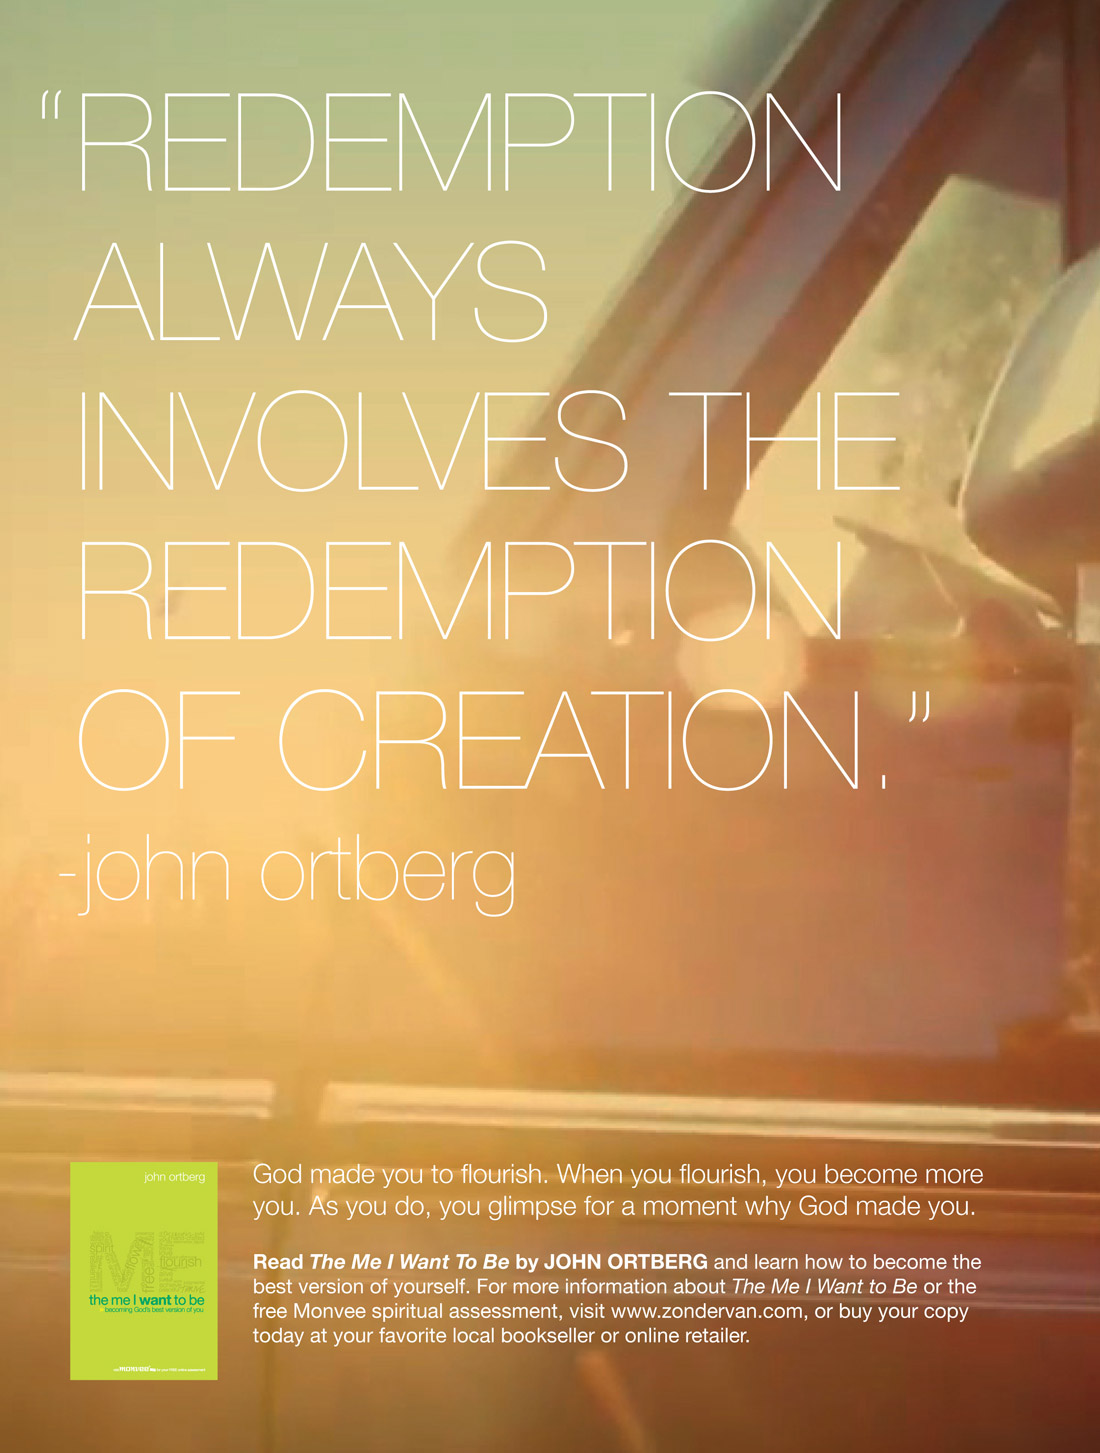 “REDEMPTION
ALWAYS
INVOLVES THE
REDEMPTION
OF CREATION.”
-john ortberg
john ortberg
ME
flourish
the me I want to be
becoming God's best version of you
God made you to flourish. When you flourish, you become more
you. As you do, you glimpse for a moment why God made you.
Read The Me I Want To Be by JOHN ORTBERG and learn how to become the
best version of yourself. For more information about The Me I Want to Be or the
free Monvee spiritual assessment, visit www.zondervan.com, or buy your copy
today at your favorite local bookseller or online retailer.